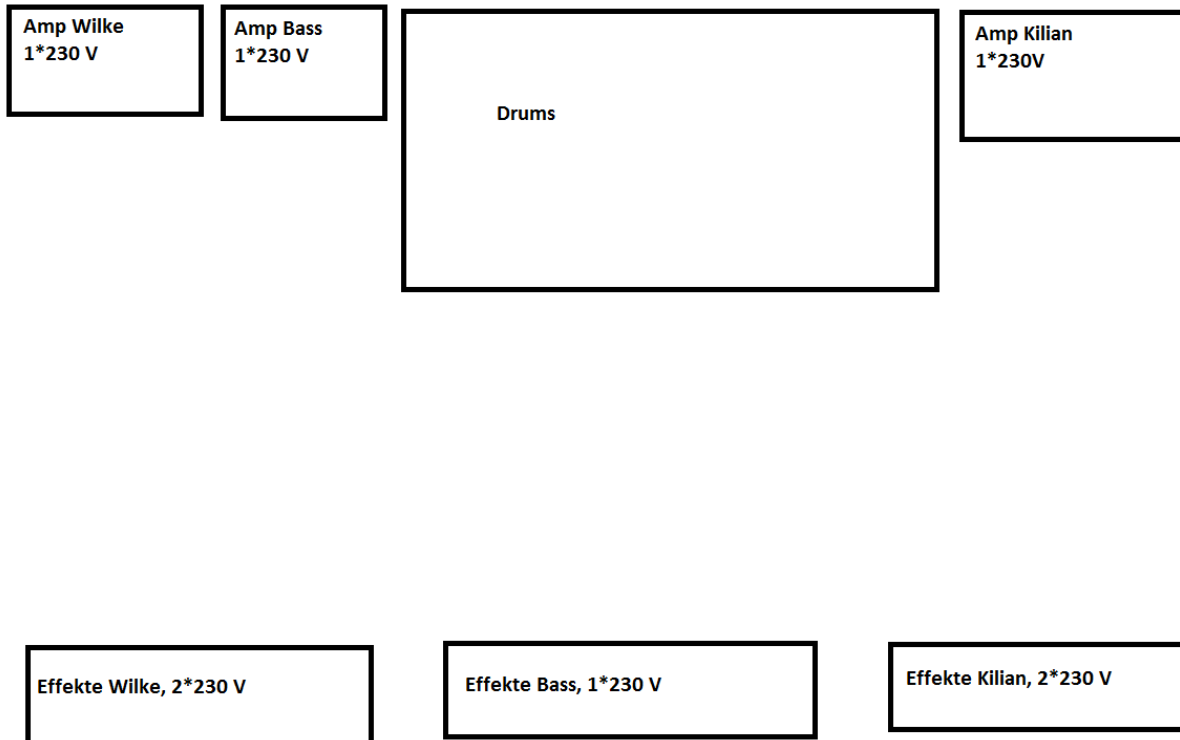 Amp Wilke
1*230 V
Amp Bass
1*230 V
Drums
Amp Kilian
1*230V
Effekte Wilke, 2*230 V
Effekte Bass, 1*230 V
Effekte Kilian, 2*230 V